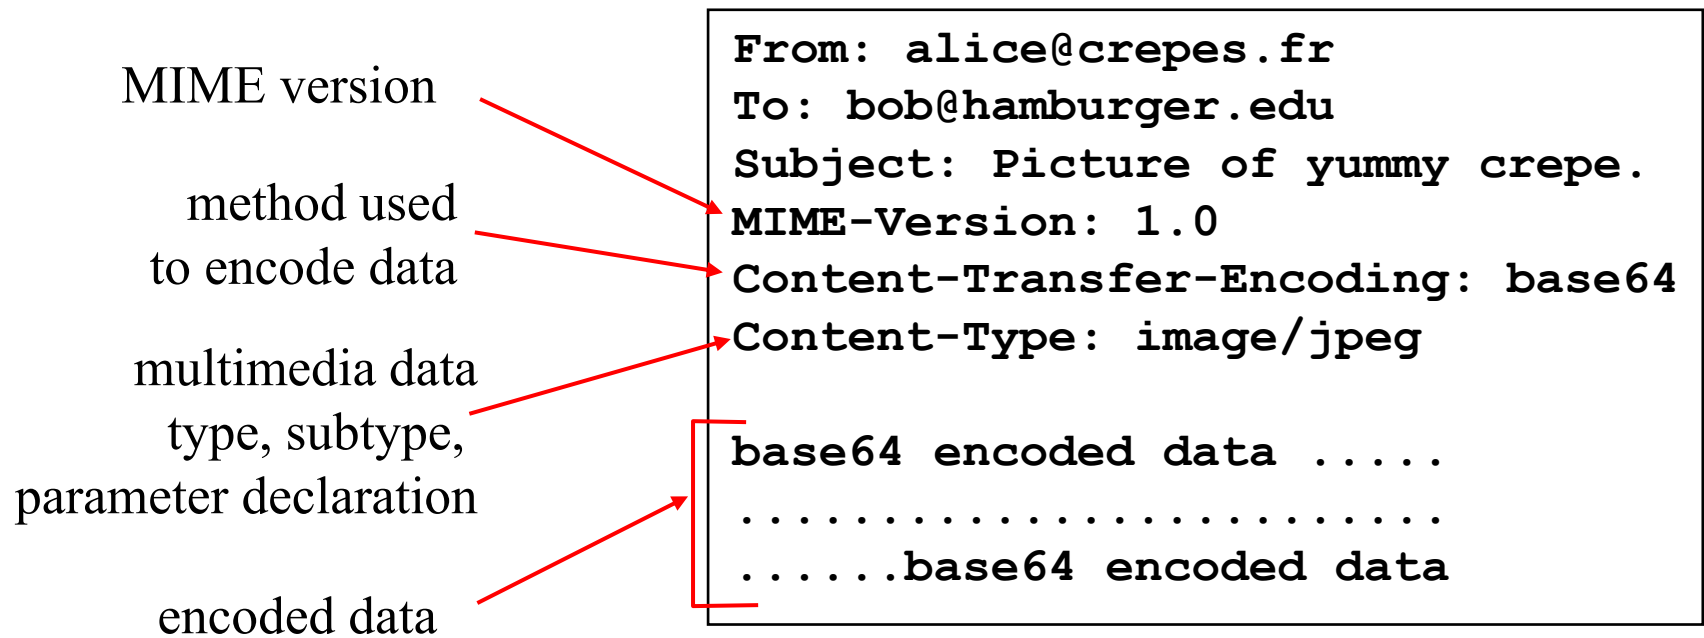 MIME version
method used
to encode data
multimedia data
type, subtype,
parameter declaration
encoded data
From: alice@crepes.fr
To: bob@hamburger.edu
Subject: Picture of yummy crepe.
MIME-Version: 1.0
Content-Transfer-Encoding: base64
Content-Type: image/jpeg
base64 encoded data .....
.........................
......base64 encoded data